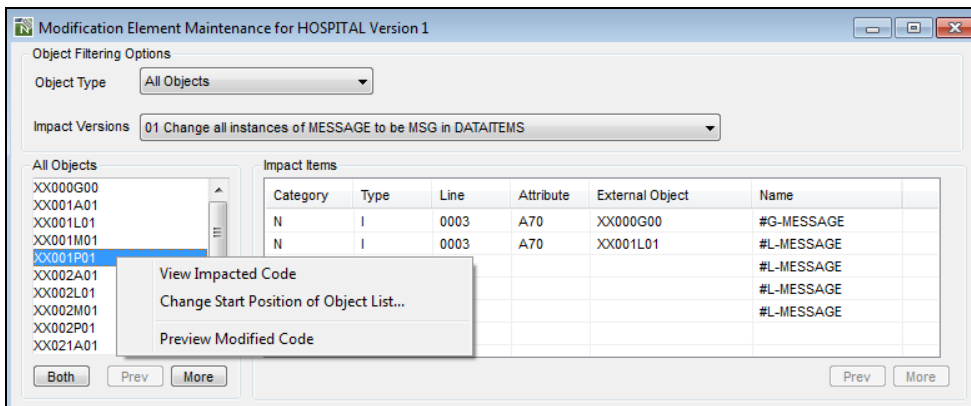 Modification Element Maintenance for HOSPITAL Version 1
Object Filtering Options
Object Type All Objects
Impact Versions 01 Change all instances of MESSAGE to be MSG in DATAITEMS
All Objects
XX000G00
XX001A01
XX001L01
XX001M01
XX001P01
XX002A01
XX002L01
XX002M01
XX002P01
XX021A01
Both Prev More
View Impacted Code
Change Start Position of Object List...
Preview Modified Code
Impact Items
Category Type Line Attribute External Object Name
N I 0003 A70 XX000G00 #G-MESSAGE
N I 0003 A70 XX001L01 #L-MESSAGE
#L-MESSAGE
#L-MESSAGE
#L-MESSAGE
Prev More